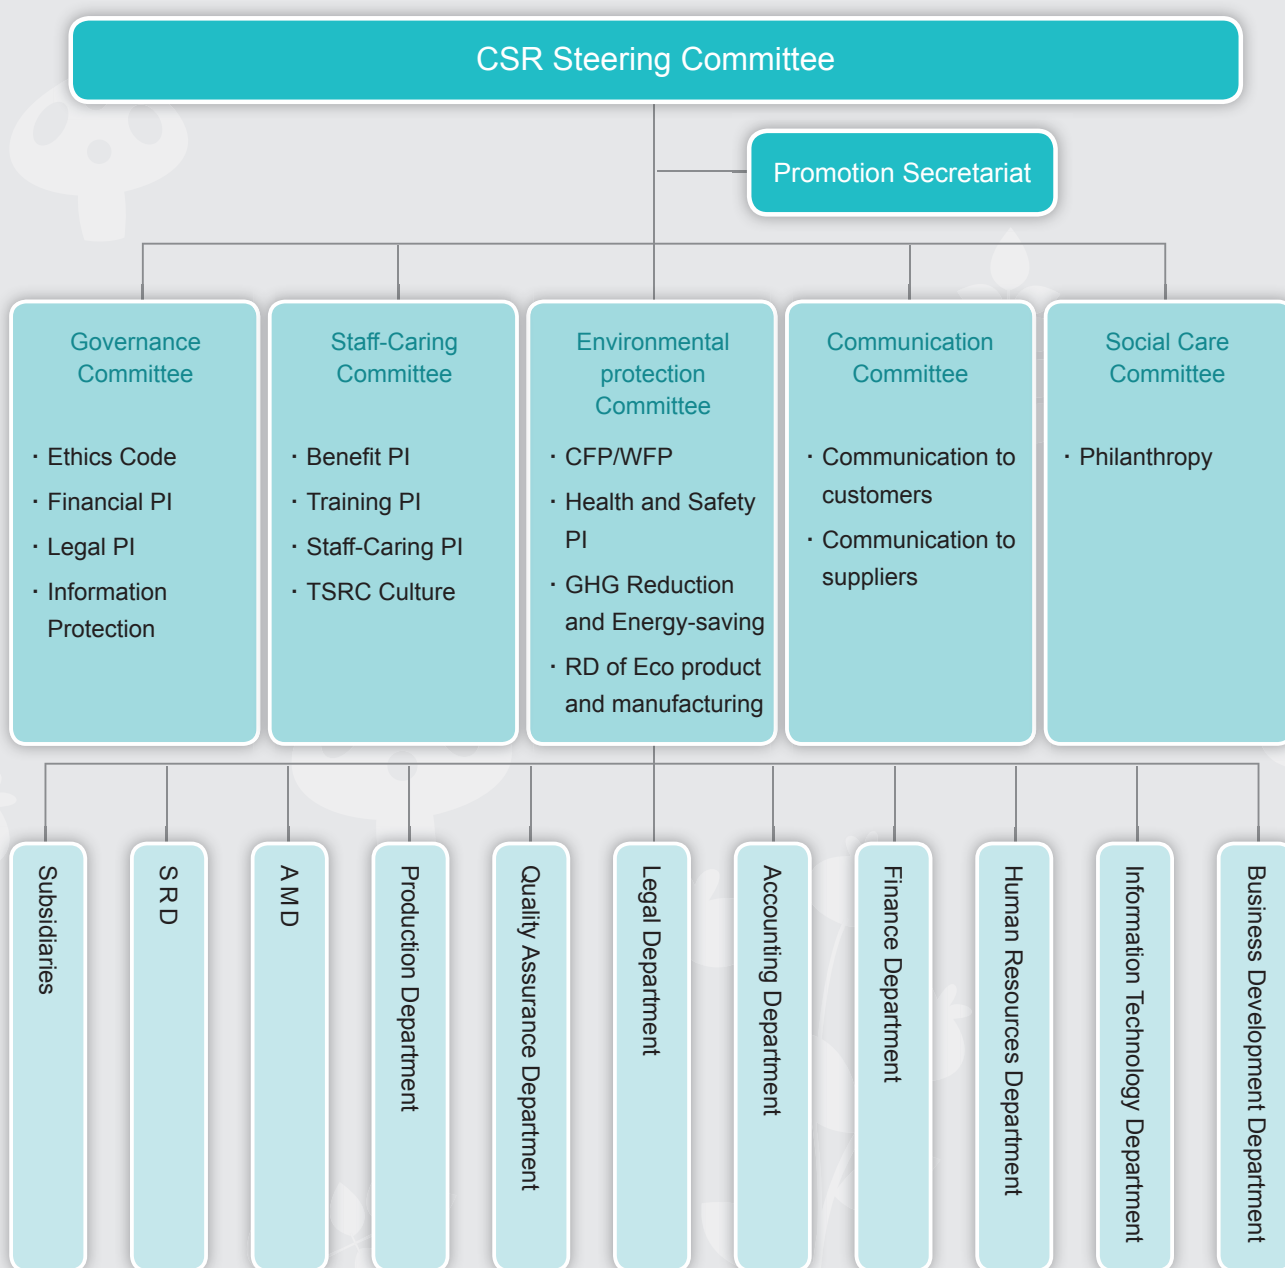 CSR Steering Committee
Promotion Secretariat
Governance
Committee
· Ethics Code
· Financial PI
· Legal PI
· Information
Protection
Staff-Caring
Committee
· Benefit PI
· Training PI
· Staff-Caring PI
· TSRC Culture
Environmental
protection
Committee
· CFP/WFP
· Health and Safety
PI
· GHG Reduction
and Energy-saving
· RD of Eco product
and manufacturing
Communication
Committee
· Communication to
customers
· Communication to
suppliers
Social Care
Committee
· Philanthropy
Subsidiaries
SRD
AMD
Production Department
Quality Assurance Department
Legal Department
Accounting Department
Finance Department
Human Resources Department
Information Technology Department
Business Development Department